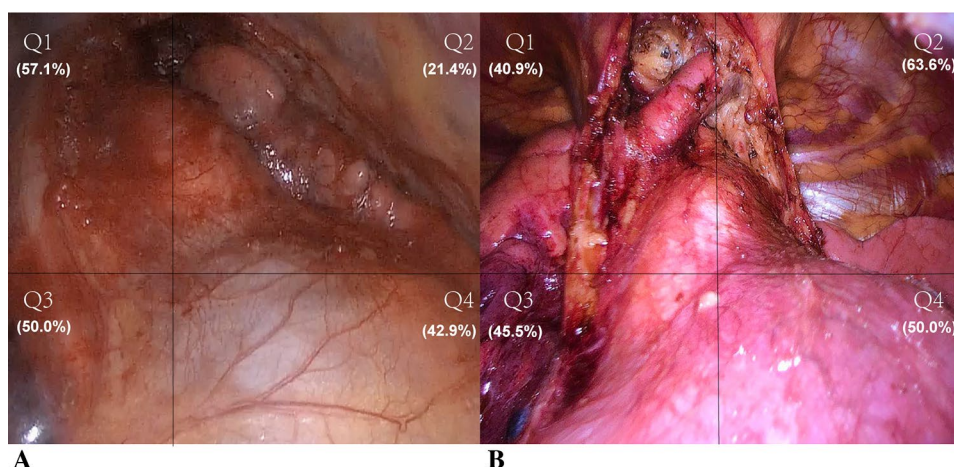 Q1
(57.1%)
Q2
(21.4%)
Q3
(50.0%)
Q4
(42.9%)
A
Q1
(40.9%)
Q2
(63.6%)
Q3
(45.5%)
Q4
(50.0%)
B